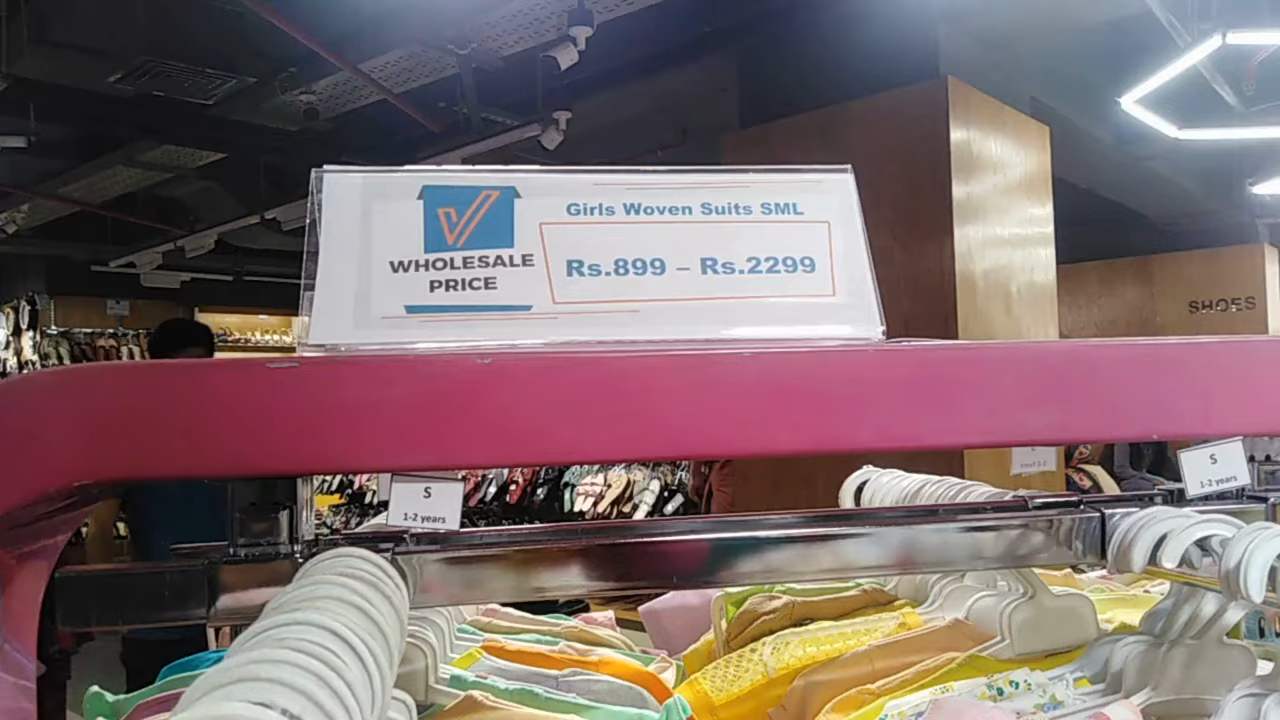 Girls Woven Suits SML
WHOLESALE
PRICE
Rs.899 – Rs.2299
SHOES
S
1-2 years
S
1-2 years